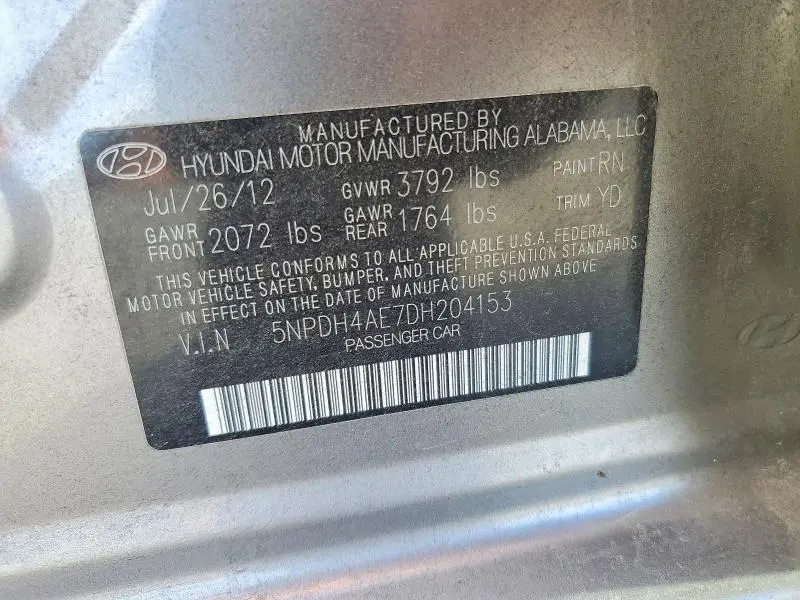 MANUFACTURED BY
HYUNDAI MOTOR MANUFACTURING ALABAMA, LLC
Jul/26/12 GVWR 3792 lbs PAINT RN
GAWR FRONT 2072 lbs GAWR REAR 1764 lbs TRIM YD
THIS VEHICLE CONFORMS TO ALL APPLICABLE U.S.A. FEDERAL
MOTOR VEHICLE SAFETY, BUMPER, AND THEFT PREVENTION STANDARDS
IN EFFECT ON THE DATE OF MANUFACTURE SHOWN ABOVE
V.I.N 5NPDH4AE7DH204153
PASSENGER CAR